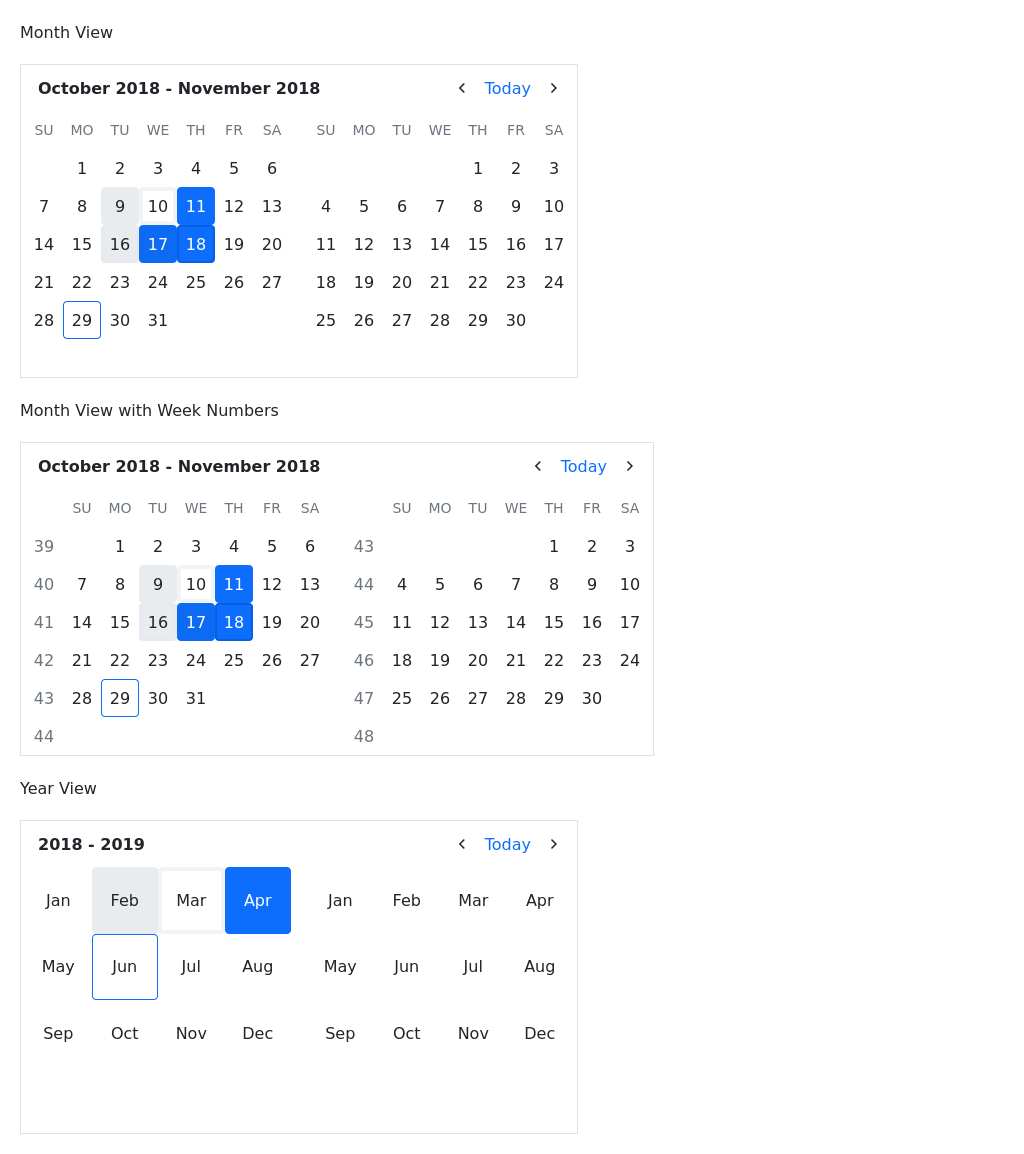 Month View
October 2018 - November 2018 Today
SU MO TU WE TH FR SA SU MO TU WE TH FR SA
1 2 3 4 5 6 1 2 3
7 8 9 10 11 12 13 4 5 6 7 8 9 10
14 15 16 17 18 19 20 11 12 13 14 15 16 17
21 22 23 24 25 26 27 18 19 20 21 22 23 24
28 29 30 31 25 26 27 28 29 30
Month View with Week Numbers
October 2018 - November 2018 Today
SU MO TU WE TH FR SA SU MO TU WE TH FR SA
39 1 2 3 4 5 6 43 1 2 3
40 7 8 9 10 11 12 13 44 4 5 6 7 8 9 10
41 14 15 16 17 18 19 20 45 11 12 13 14 15 16 17
42 21 22 23 24 25 26 27 46 18 19 20 21 22 23 24
43 28 29 30 31 47 25 26 27 28 29 30
44 48
Year View
2018 - 2019 Today
Jan Feb Mar Apr Jan Feb Mar Apr
May Jun Jul Aug May Jun Jul Aug
Sep Oct Nov Dec Sep Oct Nov Dec